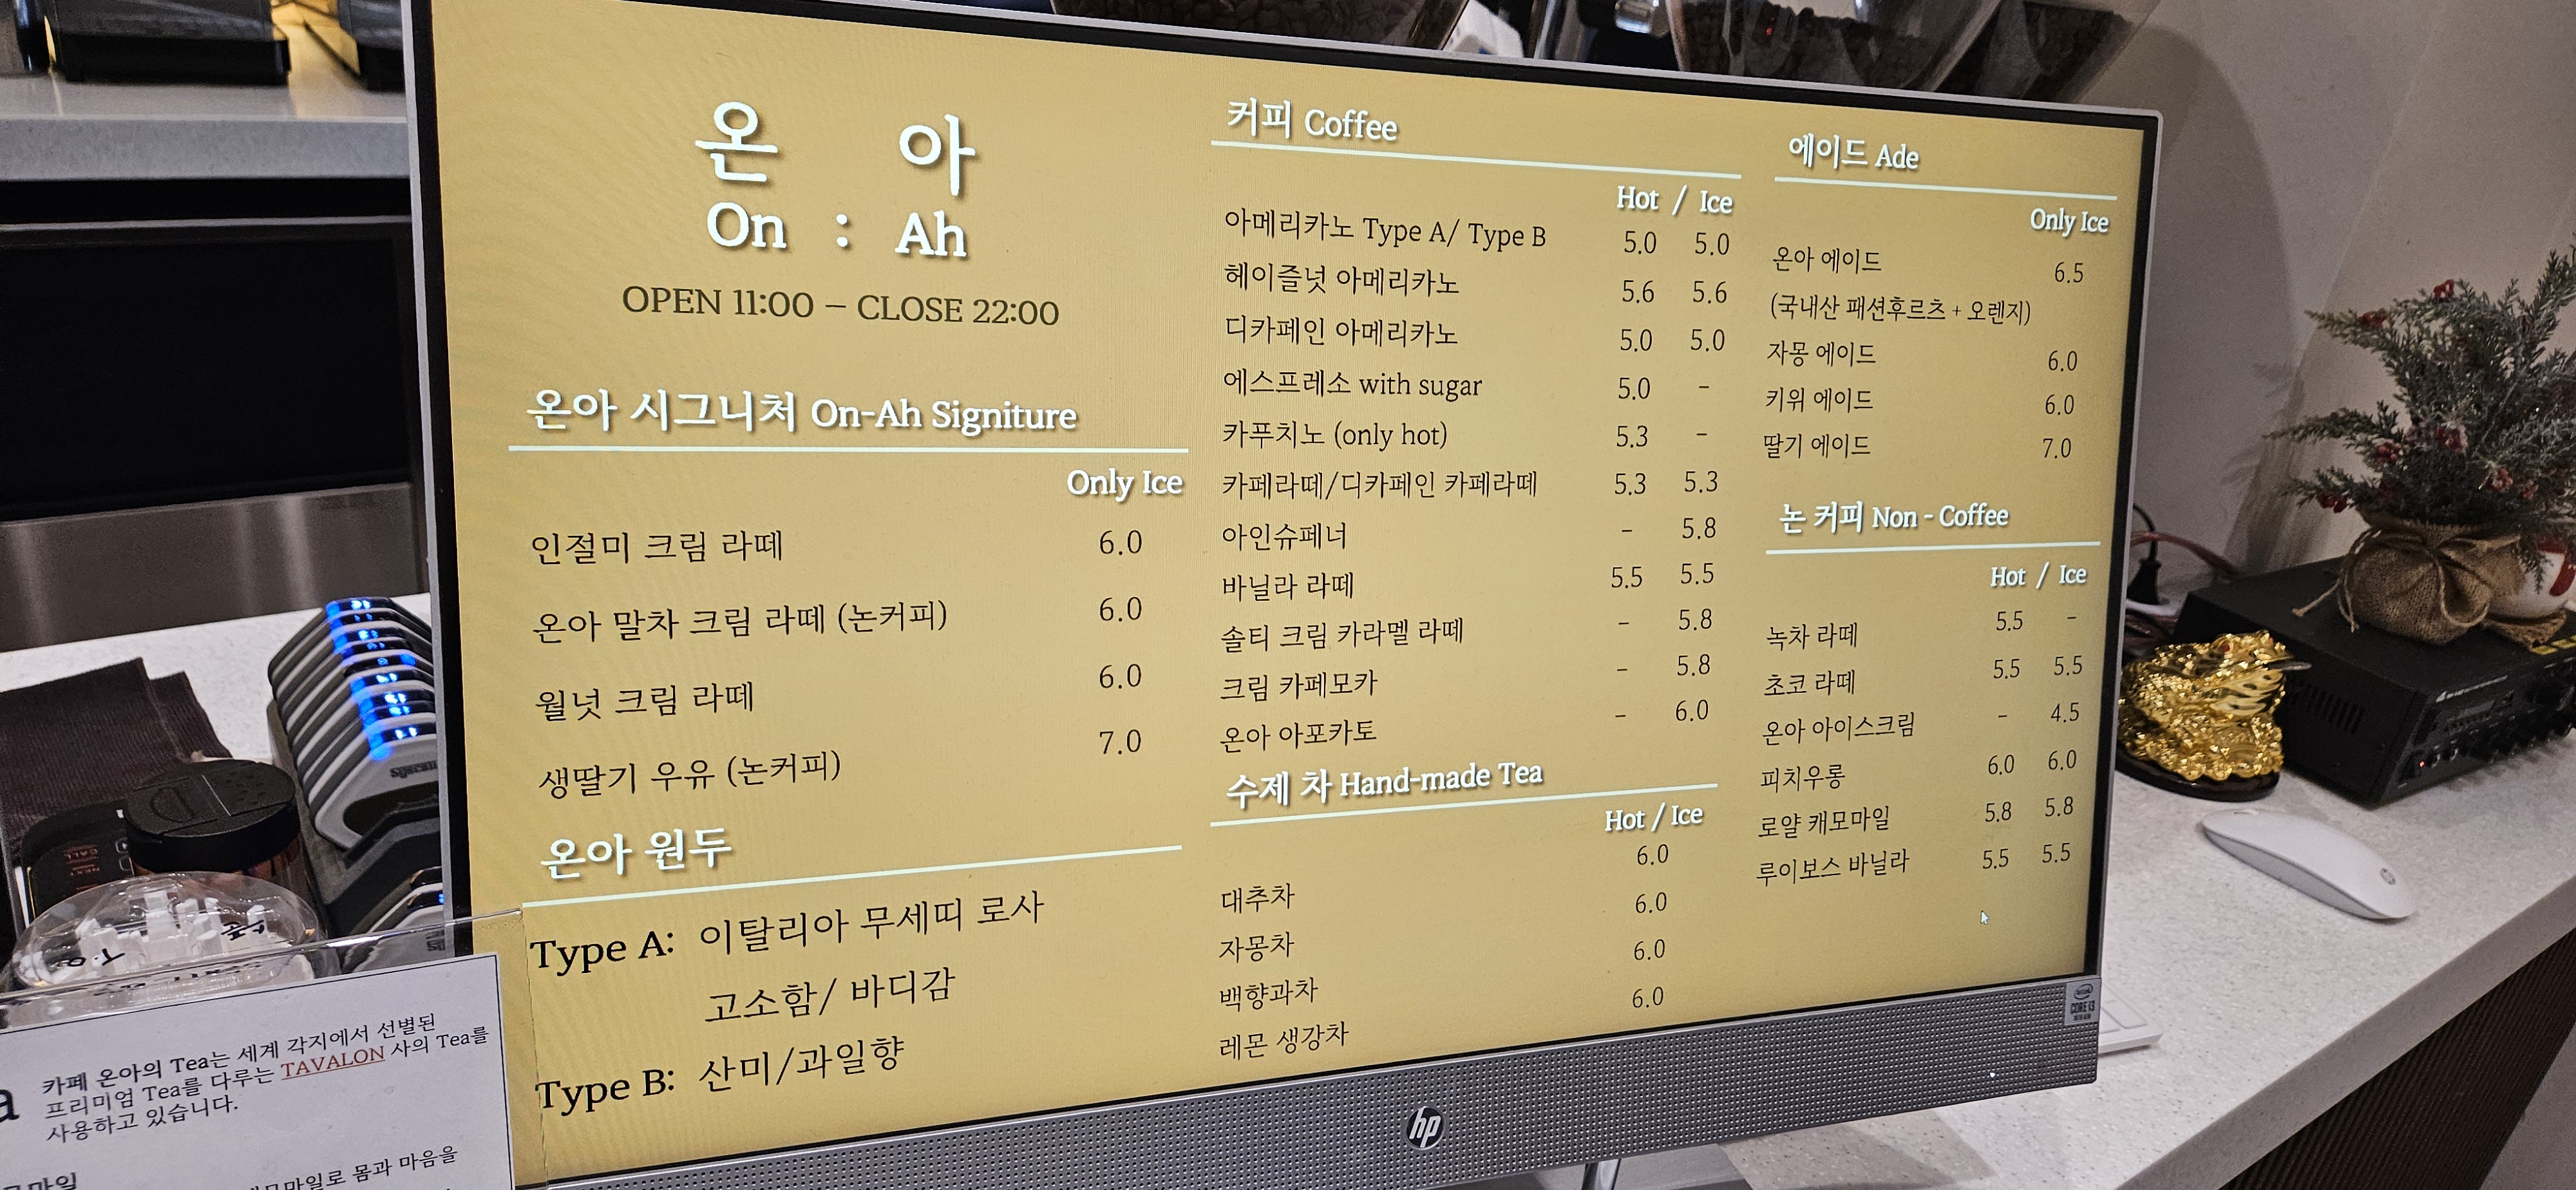 온 아
On : Ah
OPEN 11:00 – CLOSE 22:00
온아 시그니처 On-Ah Signiture
Only Ice
인절미 크림 라떼 6.0
온아 말차 크림 라떼 (논커피) 6.0
월넛 크림 라떼 6.0
생딸기 우유 (논커피) 7.0
온아 원두
Type A: 이탈리아 무세띠 로사
고소함/ 바디감
Type B: 산미/과일향
커피 Coffee
Hot / Ice
아메리카노 Type A/ Type B 5.0 5.0
헤이즐넛 아메리카노 5.6 5.6
디카페인 아메리카노 5.0 5.0
에스프레소 with sugar 5.0 -
카푸치노 (only hot) 5.3 -
카페라떼/디카페인 카페라떼 5.3 5.3
아인슈페너 - 5.8
바닐라 라떼 5.5 5.5
솔티 크림 카라멜 라떼 - 5.8
크림 카페모카 - 5.8
온아 아포카토 - 6.0
수제 차 Hand-made Tea
Hot / Ice
대추차 6.0
자몽차 6.0
백향과차 6.0
레몬 생강차 6.0
에이드 Ade
Only Ice
온아 에이드 6.5
(국내산 패션후르츠 + 오렌지)
자몽 에이드 6.0
키위 에이드 6.0
딸기 에이드 7.0
논 커피 Non - Coffee
Hot / Ice
녹차 라떼 5.5 -
초코 라떼 5.5 5.5
온아 아이스크림 - 4.5
피치우롱 6.0 6.0
로얄 캐모마일 5.8 5.8
루이보스 바닐라 5.5 5.5
hp
CORE i3
카페 온아의 Tea는 세계 각지에서 선별된
프리미엄 Tea를 다루는 TAVALON 사의 Tea를
사용하고 있습니다.
몸과 마음을